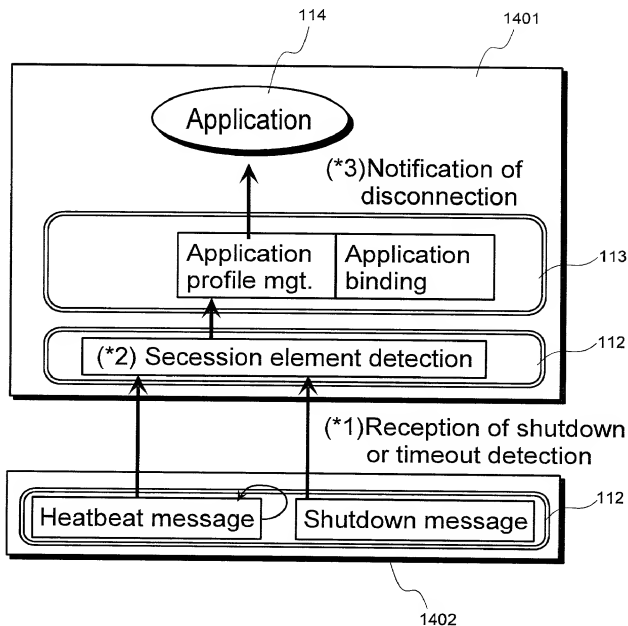 114
1401
Application
(*3)Notification of
disconnection
Application
profile mgt.
Application
binding
113
(*2) Secession element detection
112
(*1)Reception of shutdown
or timeout detection
Heatbeat message
Shutdown message
112
1402